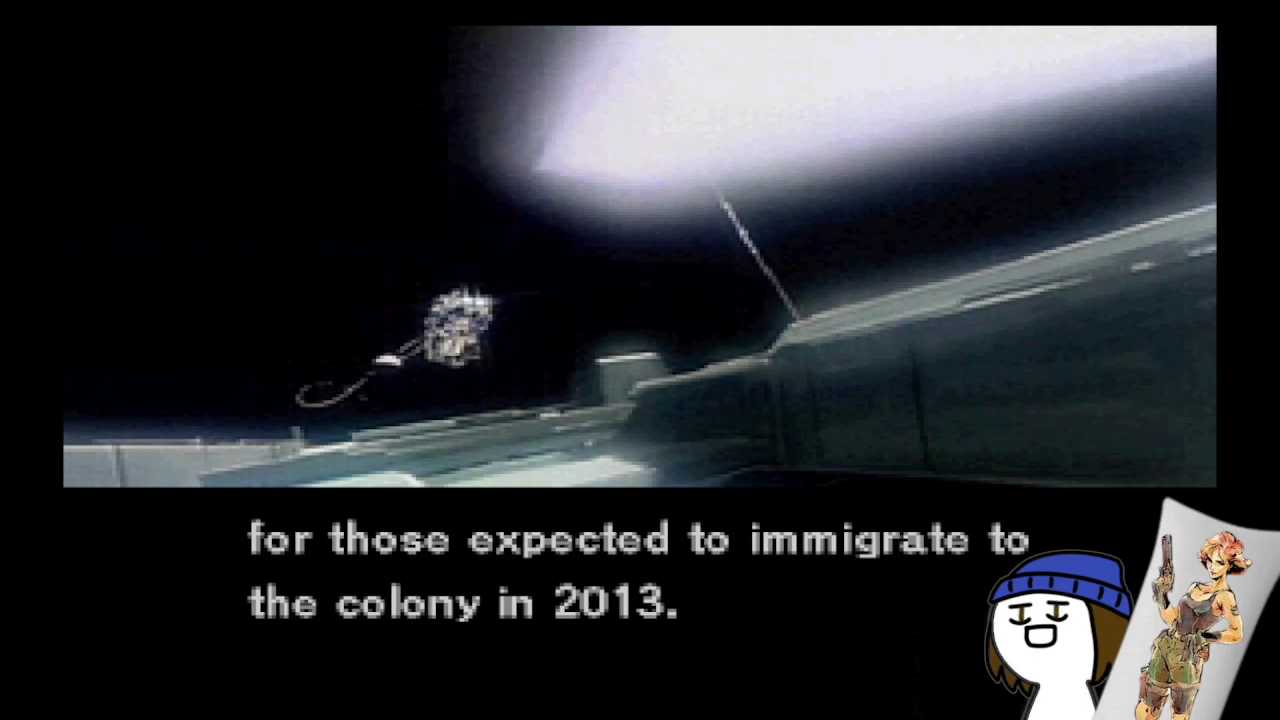 for those expected to immigrate to
the colony in 2013.